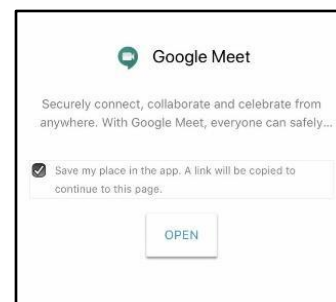 Google Meet
Securely connect, collaborate and celebrate from
anywhere. With Google Meet, everyone can safely...
Save my place in the app. A link will be copied to
continue to this page.
OPEN